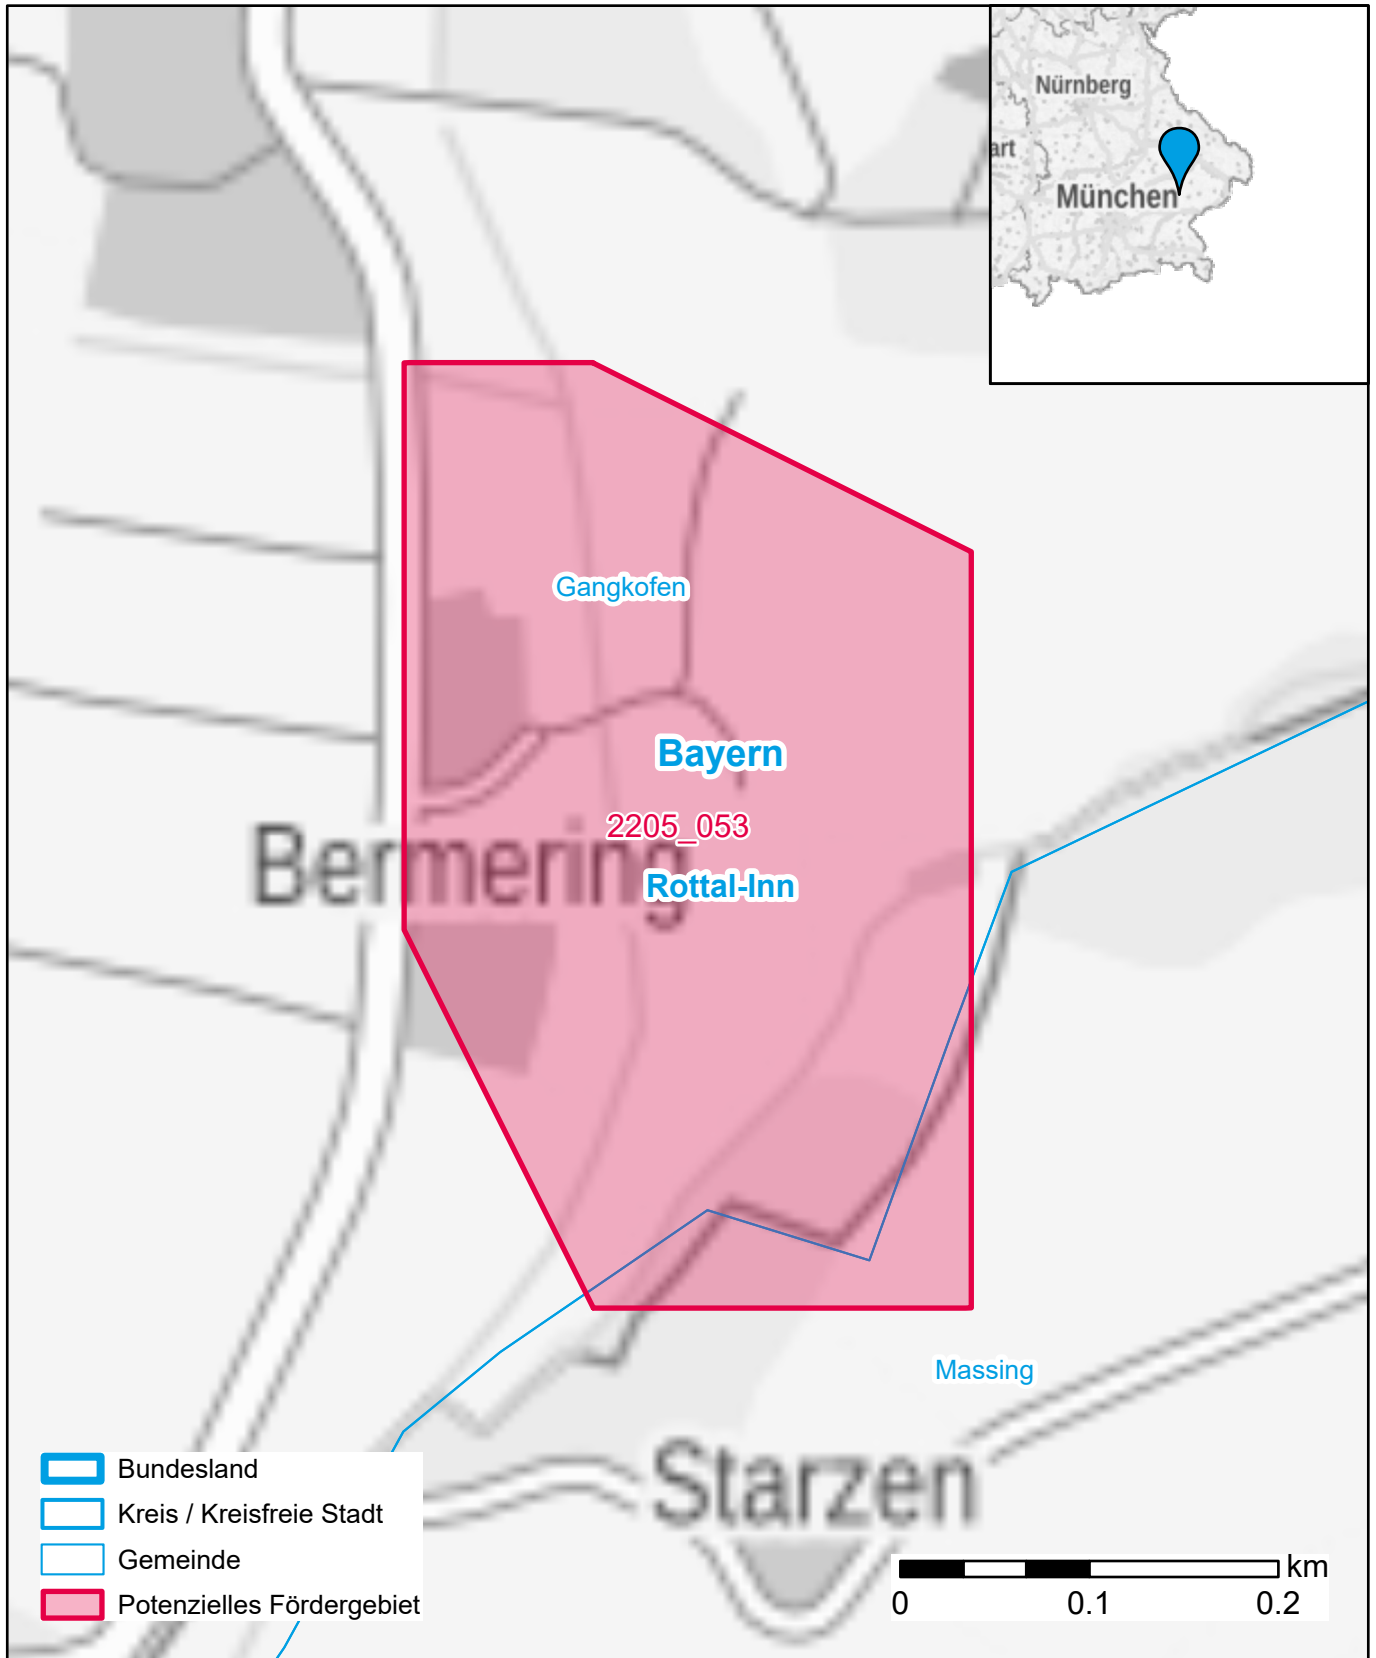 Nürnberg
art
München
Gangkofen
Bayern
2205_053
Bermering
Rottal-Inn
Massing
Starzen
Bundesland
Kreis / Kreisfreie Stadt
Gemeinde
Potenzielles Fördergebiet
km
0 0.1 0.2